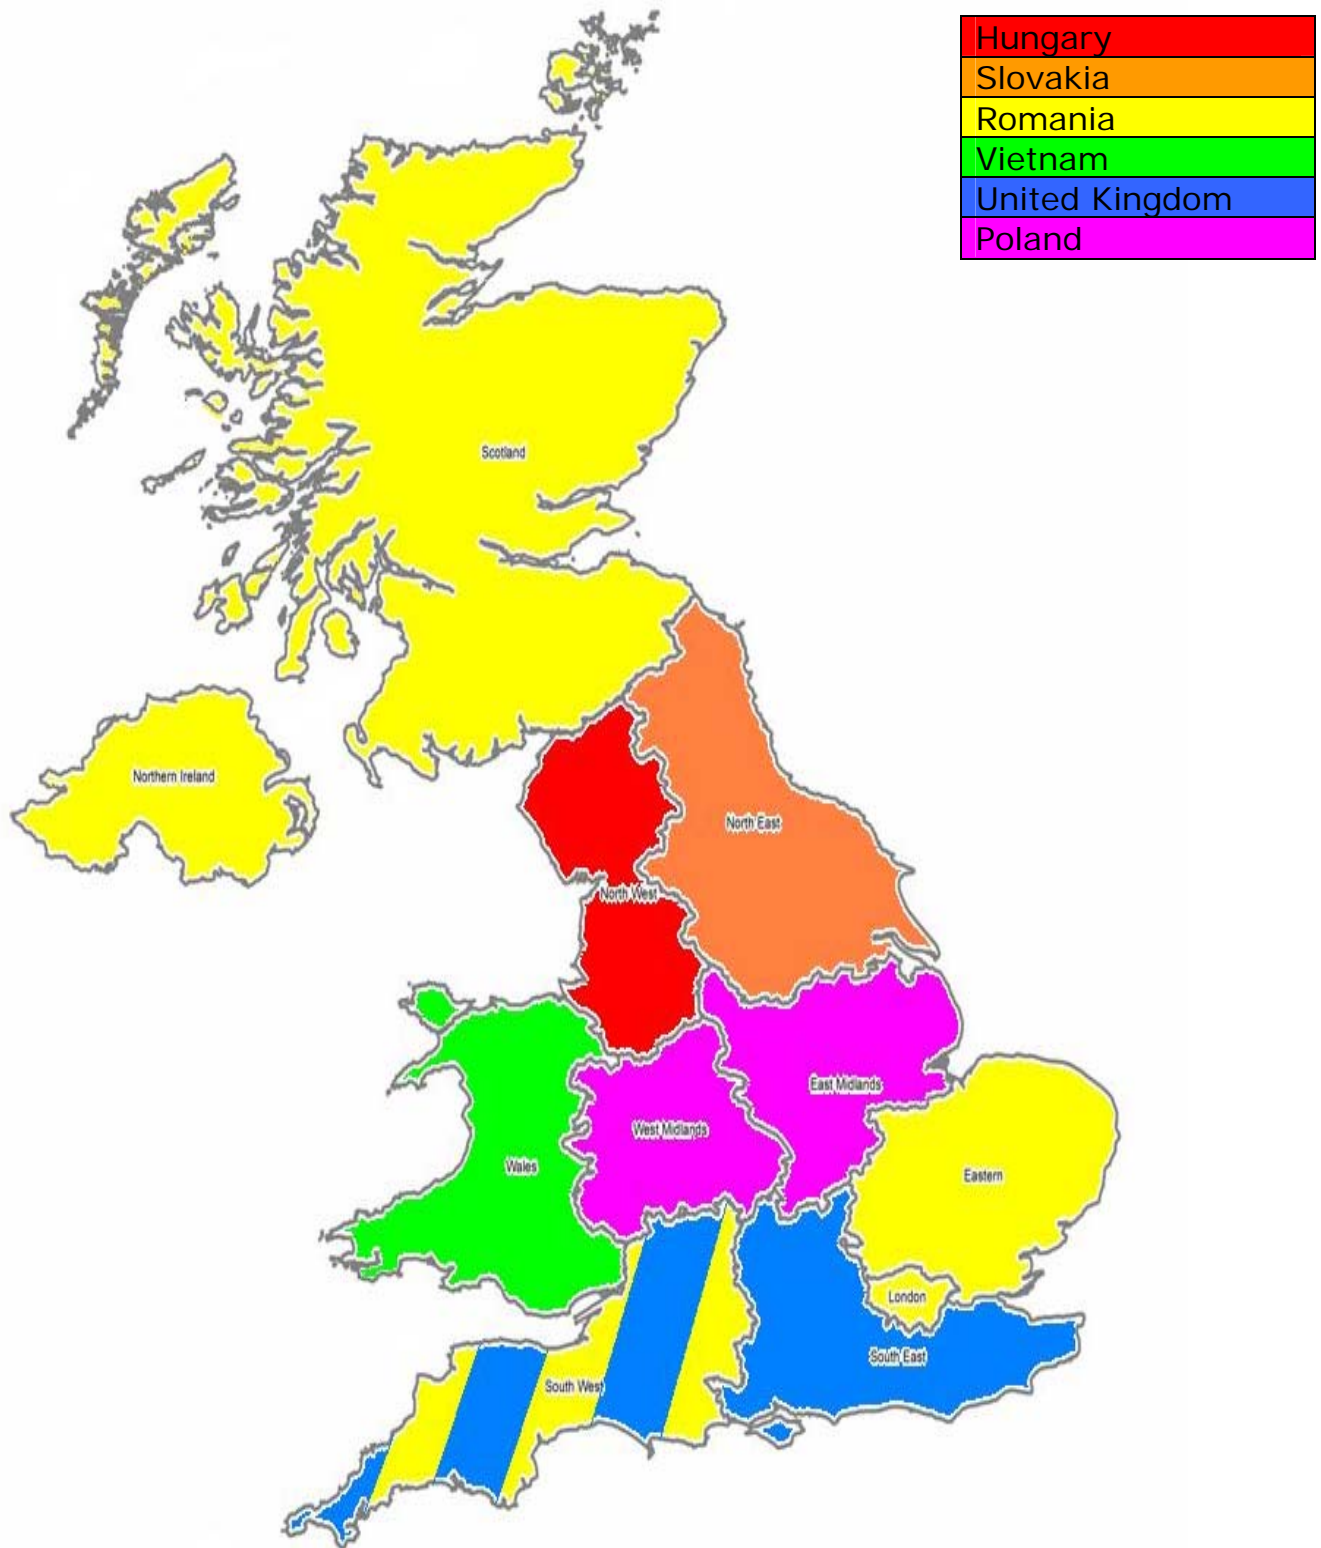 Hungary
Slovakia
Romania
Vietnam
United Kingdom
Poland
Scotland
Northern Ireland
North East
North West
East Midlands
West Midlands
Wales
Eastern
London
South East
South West